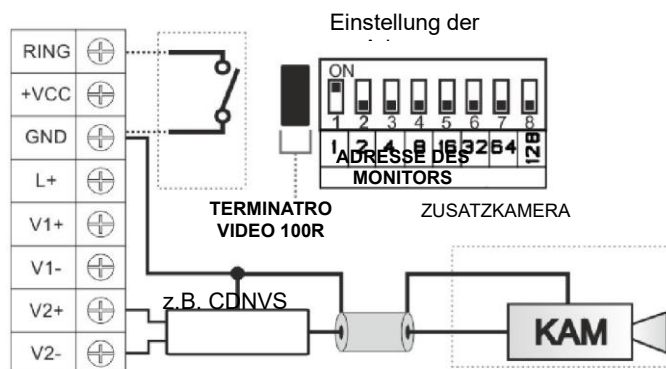 Einstellung der
RING
+VCC
GND
L+
V1+
V1-
V2+
V2-
ON
1 2 3 4 5 6 7 8
1 2 4 8 16 32 64 128
ADRESSE DES
MONITORS
TERMINATRO
VIDEO 100R
ZUSATZKAMERA
z.B. CDNVS
KAM